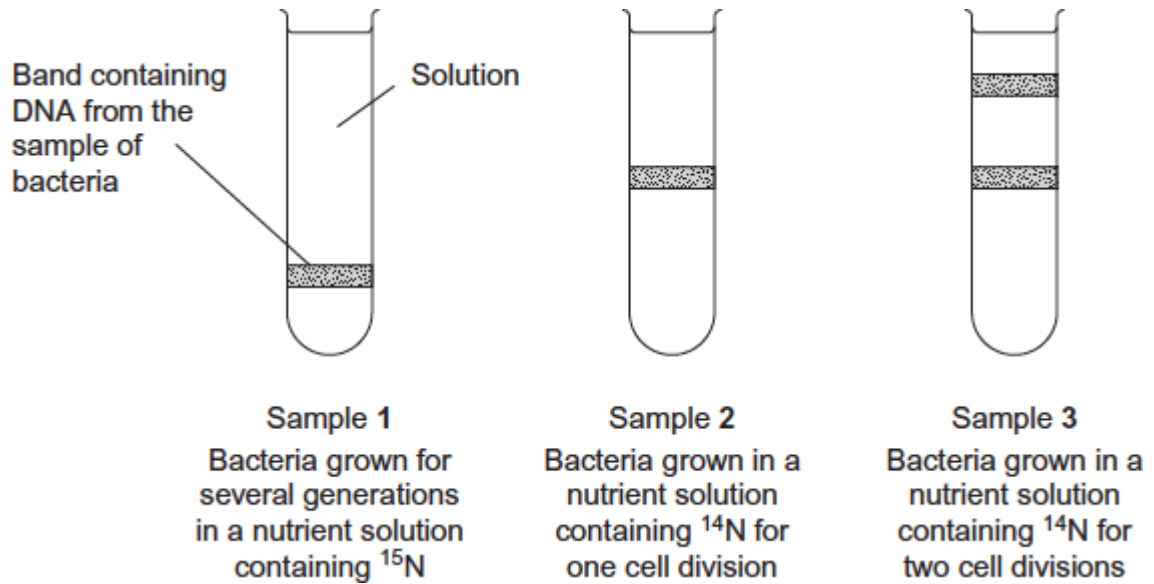 Band containing
DNA from the
sample of
bacteria
Solution
Sample 1
Bacteria grown for
several generations
in a nutrient solution
containing ¹⁵N
Sample 2
Bacteria grown in a
nutrient solution
containing ¹⁴N for
one cell division
Sample 3
Bacteria grown in a
nutrient solution
containing ¹⁴N for
two cell divisions